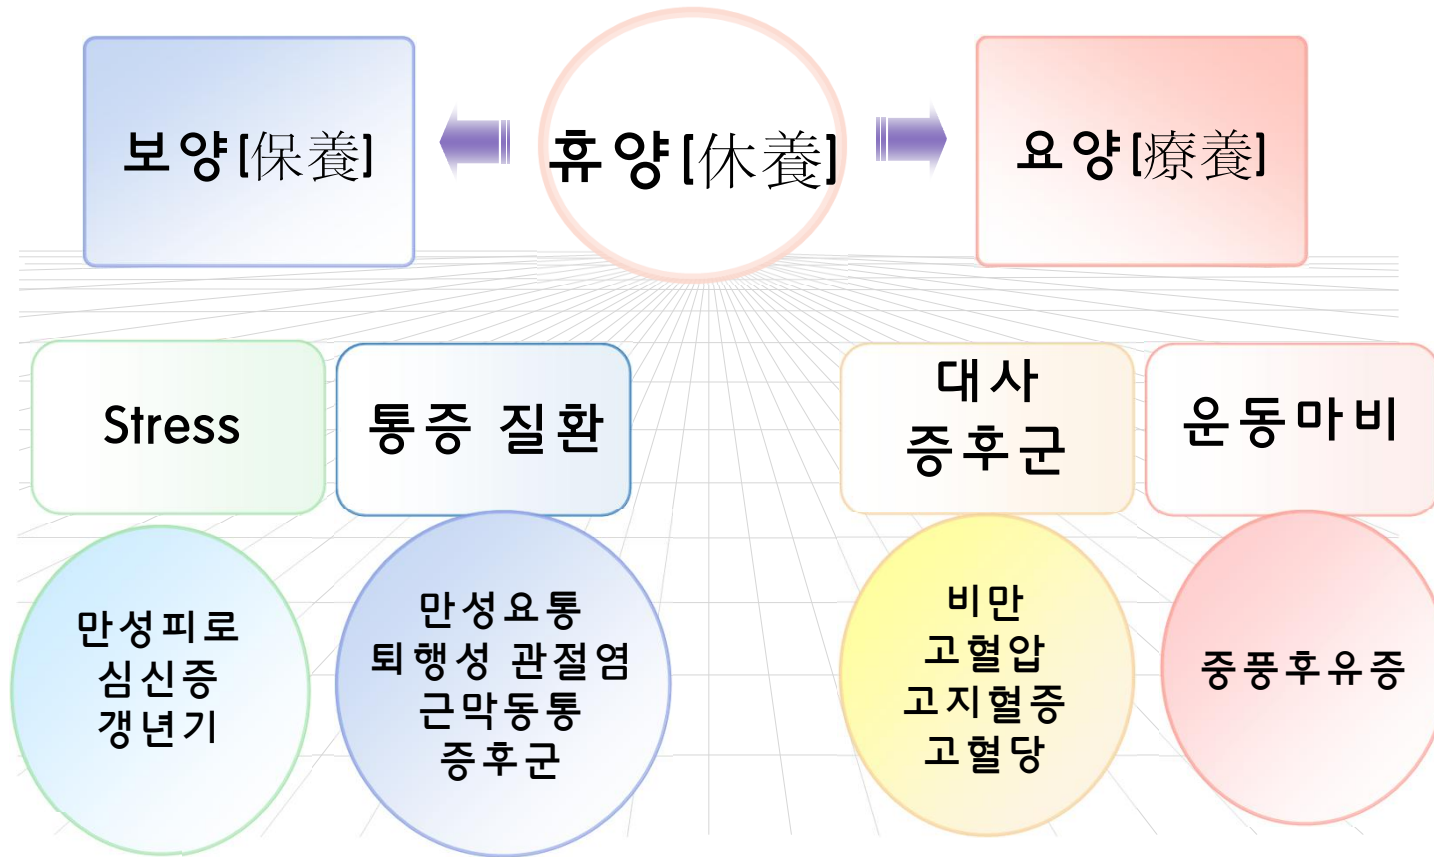 보양[保養]
휴양[休養]
요양[療養]
Stress
통증 질환
대사
증후군
운동마비
만성피로
심신증
갱년기
만성요통
퇴행성 관절염
근막동통
증후군
비만
고혈압
고지혈증
고혈당
중풍후유증